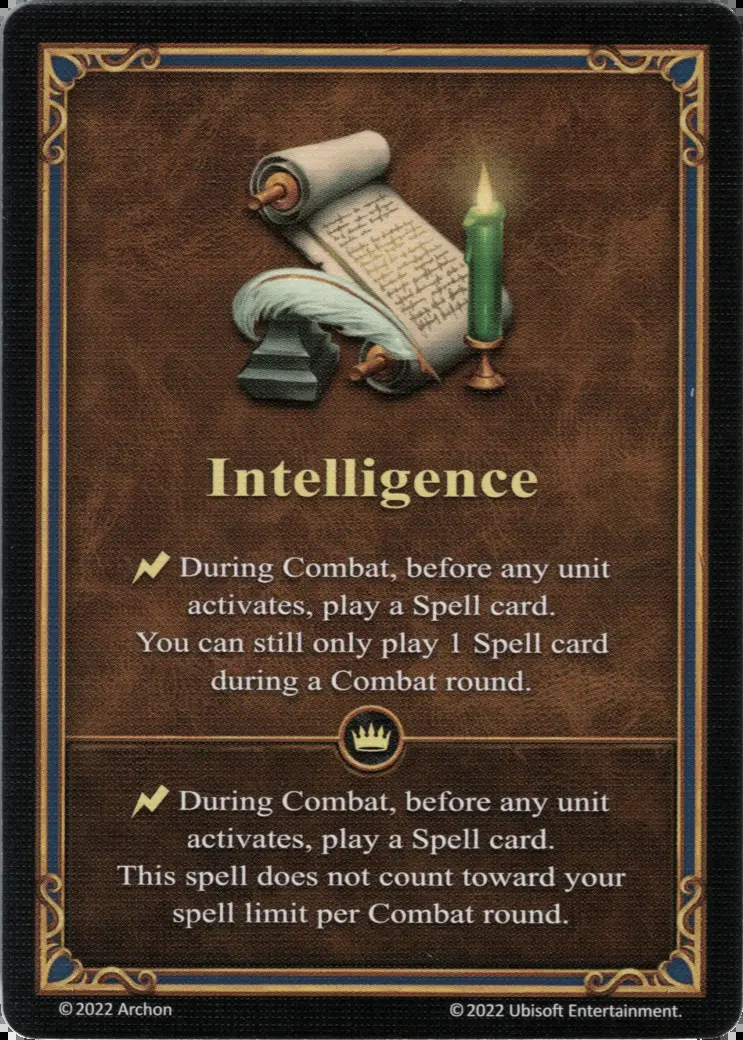 Intelligence
During Combat, before any unit
activates, play a Spell card.
You can still only play 1 Spell card
during a Combat round.
During Combat, before any unit
activates, play a Spell card.
This spell does not count toward your
spell limit per Combat round.
© 2022 Archon
© 2022 Ubisoft Entertainment.